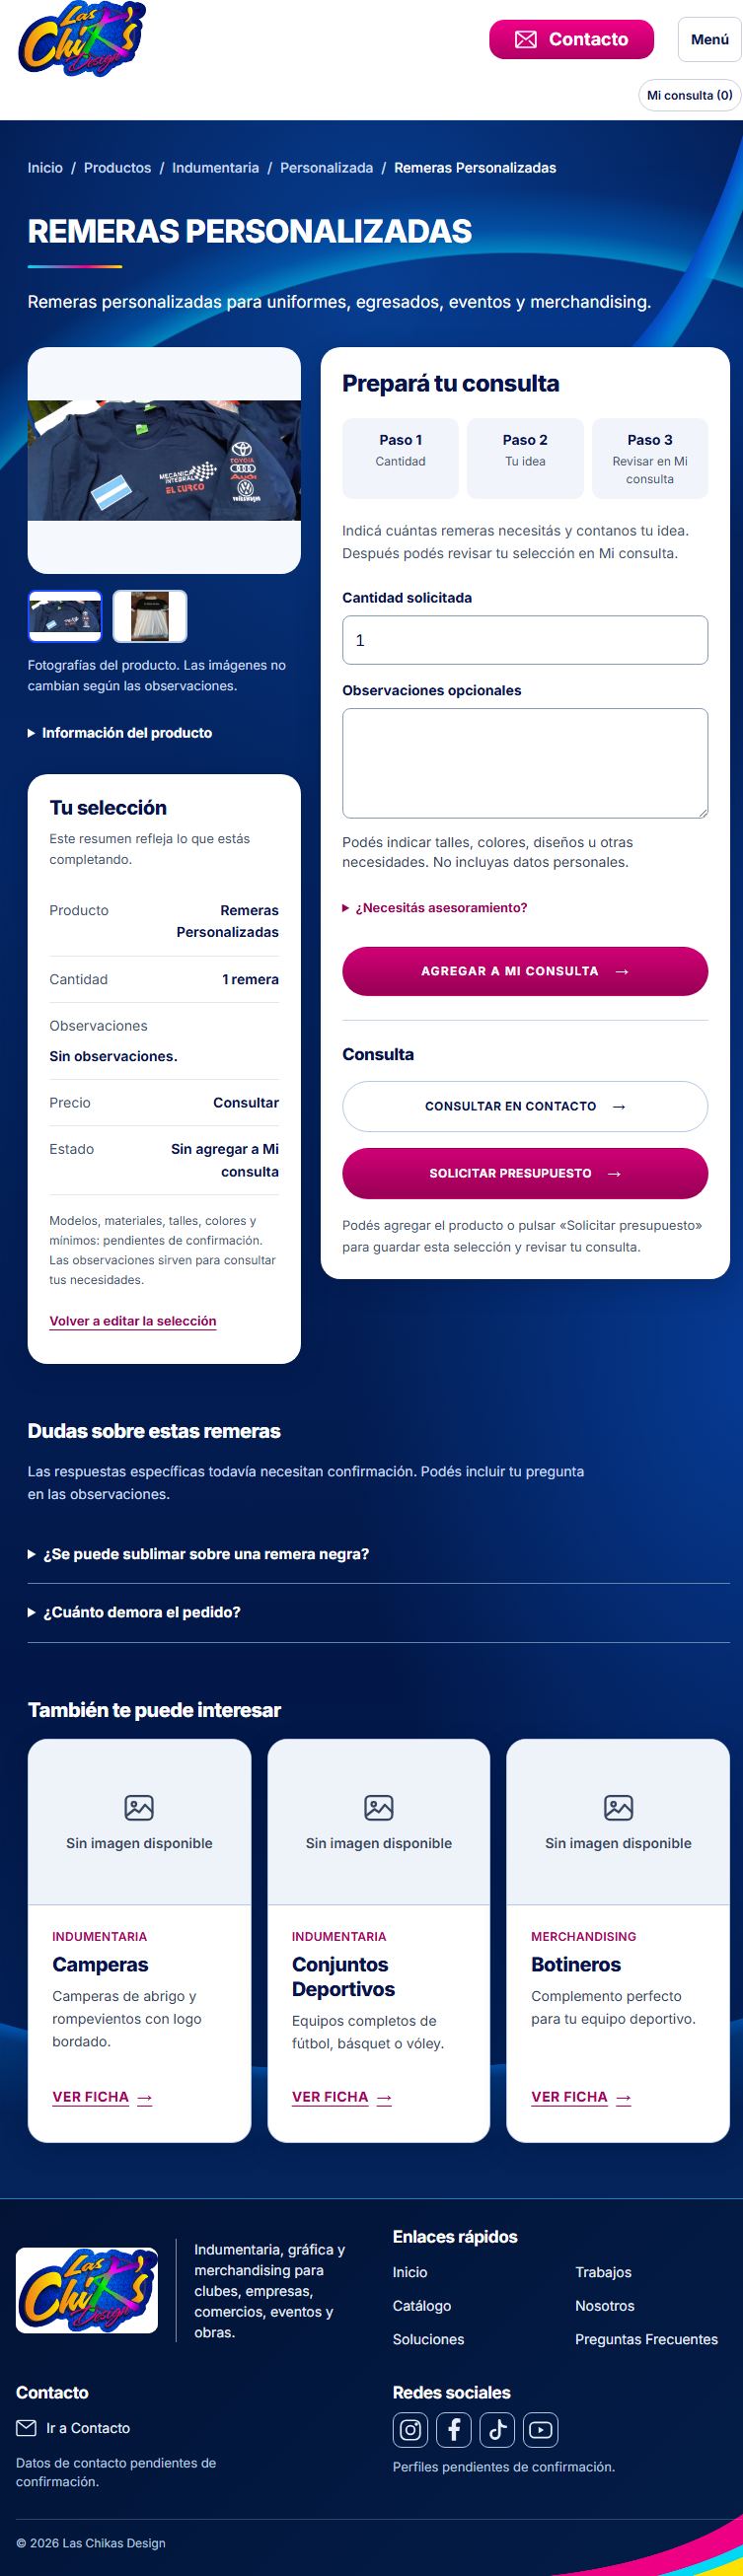 Las
Chika's
Design
Contacto
Menú
Mi consulta (0)
Inicio / Productos / Indumentaria / Personalizada / Remeras Personalizadas
REMERAS PERSONALIZADAS
Remeras personalizadas para uniformes, egresados, eventos y merchandising.
MECANIC
INTEGRAL
EL TURCO
TOYOTA
Audi
Volkswagen
Fotografías del producto. Las imágenes no
cambian según las observaciones.
Información del producto
Tu selección
Este resumen refleja lo que estás
completando.
Producto Remeras
Personalizadas
Cantidad 1 remera
Observaciones
Sin observaciones.
Precio Consultar
Estado Sin agregar a Mi
consulta
Modelos, materiales, talles, colores y
mínimos: pendientes de confirmación.
Las observaciones sirven para consultar
tus necesidades.
Volver a editar la selección
Prepará tu consulta
Paso 1
Cantidad
Paso 2
Tu idea
Paso 3
Revisar en Mi
consulta
Indicá cuántas remeras necesitás y contanos tu idea.
Después podés revisar tu selección en Mi consulta.
Cantidad solicitada
1
Observaciones opcionales
Podés indicar talles, colores, diseños u otras
necesidades. No incluyas datos personales.
¿Necesitás asesoramiento?
AGREGAR A MI CONSULTA →
Consulta
CONSULTAR EN CONTACTO →
SOLICITAR PRESUPUESTO →
Podés agregar el producto o pulsar «Solicitar presupuesto»
para guardar esta selección y revisar tu consulta.
Dudas sobre estas remeras
Las respuestas específicas todavía necesitan confirmación. Podés incluir tu pregunta
en las observaciones.
¿Se puede sublimar sobre una remera negra?
¿Cuánto demora el pedido?
También te puede interesar
Sin imagen disponible
INDUMENTARIA
Camperas
Camperas de abrigo y
rompevientos con logo
bordado.
VER FICHA →
Sin imagen disponible
INDUMENTARIA
Conjuntos
Deportivos
Equipos completos de
fútbol, básquet o vóley.
VER FICHA →
Sin imagen disponible
MERCHANDISING
Botineros
Complemento perfecto
para tu equipo deportivo.
VER FICHA →
Las
Chika's
Design
Indumentaria, gráfica y
merchandising para
clubes, empresas,
comercios, eventos y
obras.
Enlaces rápidos
Inicio Trabajos
Catálogo Nosotros
Soluciones Preguntas Frecuentes
Contacto
Ir a Contacto
Datos de contacto pendientes de
confirmación.
Redes sociales
Perfiles pendientes de confirmación.
© 2026 Las Chikas Design